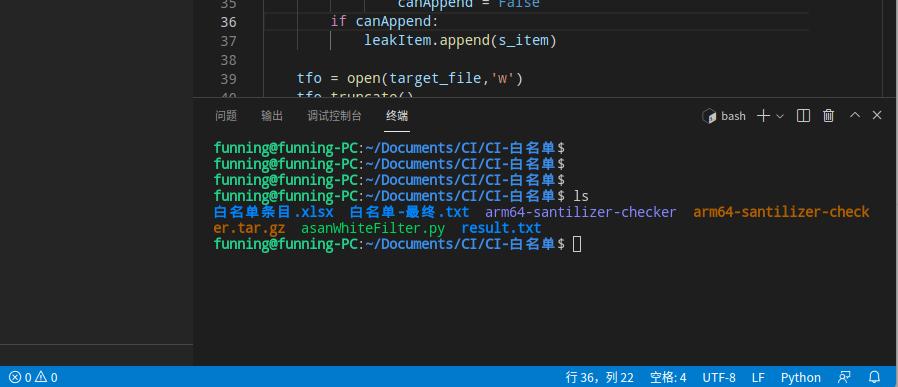 35 canAppend = False
36 if canAppend:
37 leakItem.append(s_item)
38
39 tfo = open(target_file,'w')
40 tfo.truncate()
问题 输出 调试控制台 终端 bash
funning@funning-PC:~/Documents/CI/CI-白名单$
funning@funning-PC:~/Documents/CI/CI-白名单$
funning@funning-PC:~/Documents/CI/CI-白名单$
funning@funning-PC:~/Documents/CI/CI-白名单$ ls
白名单条目.xlsx 白名单-最终.txt arm64-santilizer-checker arm64-santilizer-check
er.tar.gz asanWhiteFilter.py result.txt
funning@funning-PC:~/Documents/CI/CI-白名单$
0 0 行 36，列 22 空格: 4 UTF-8 LF Python